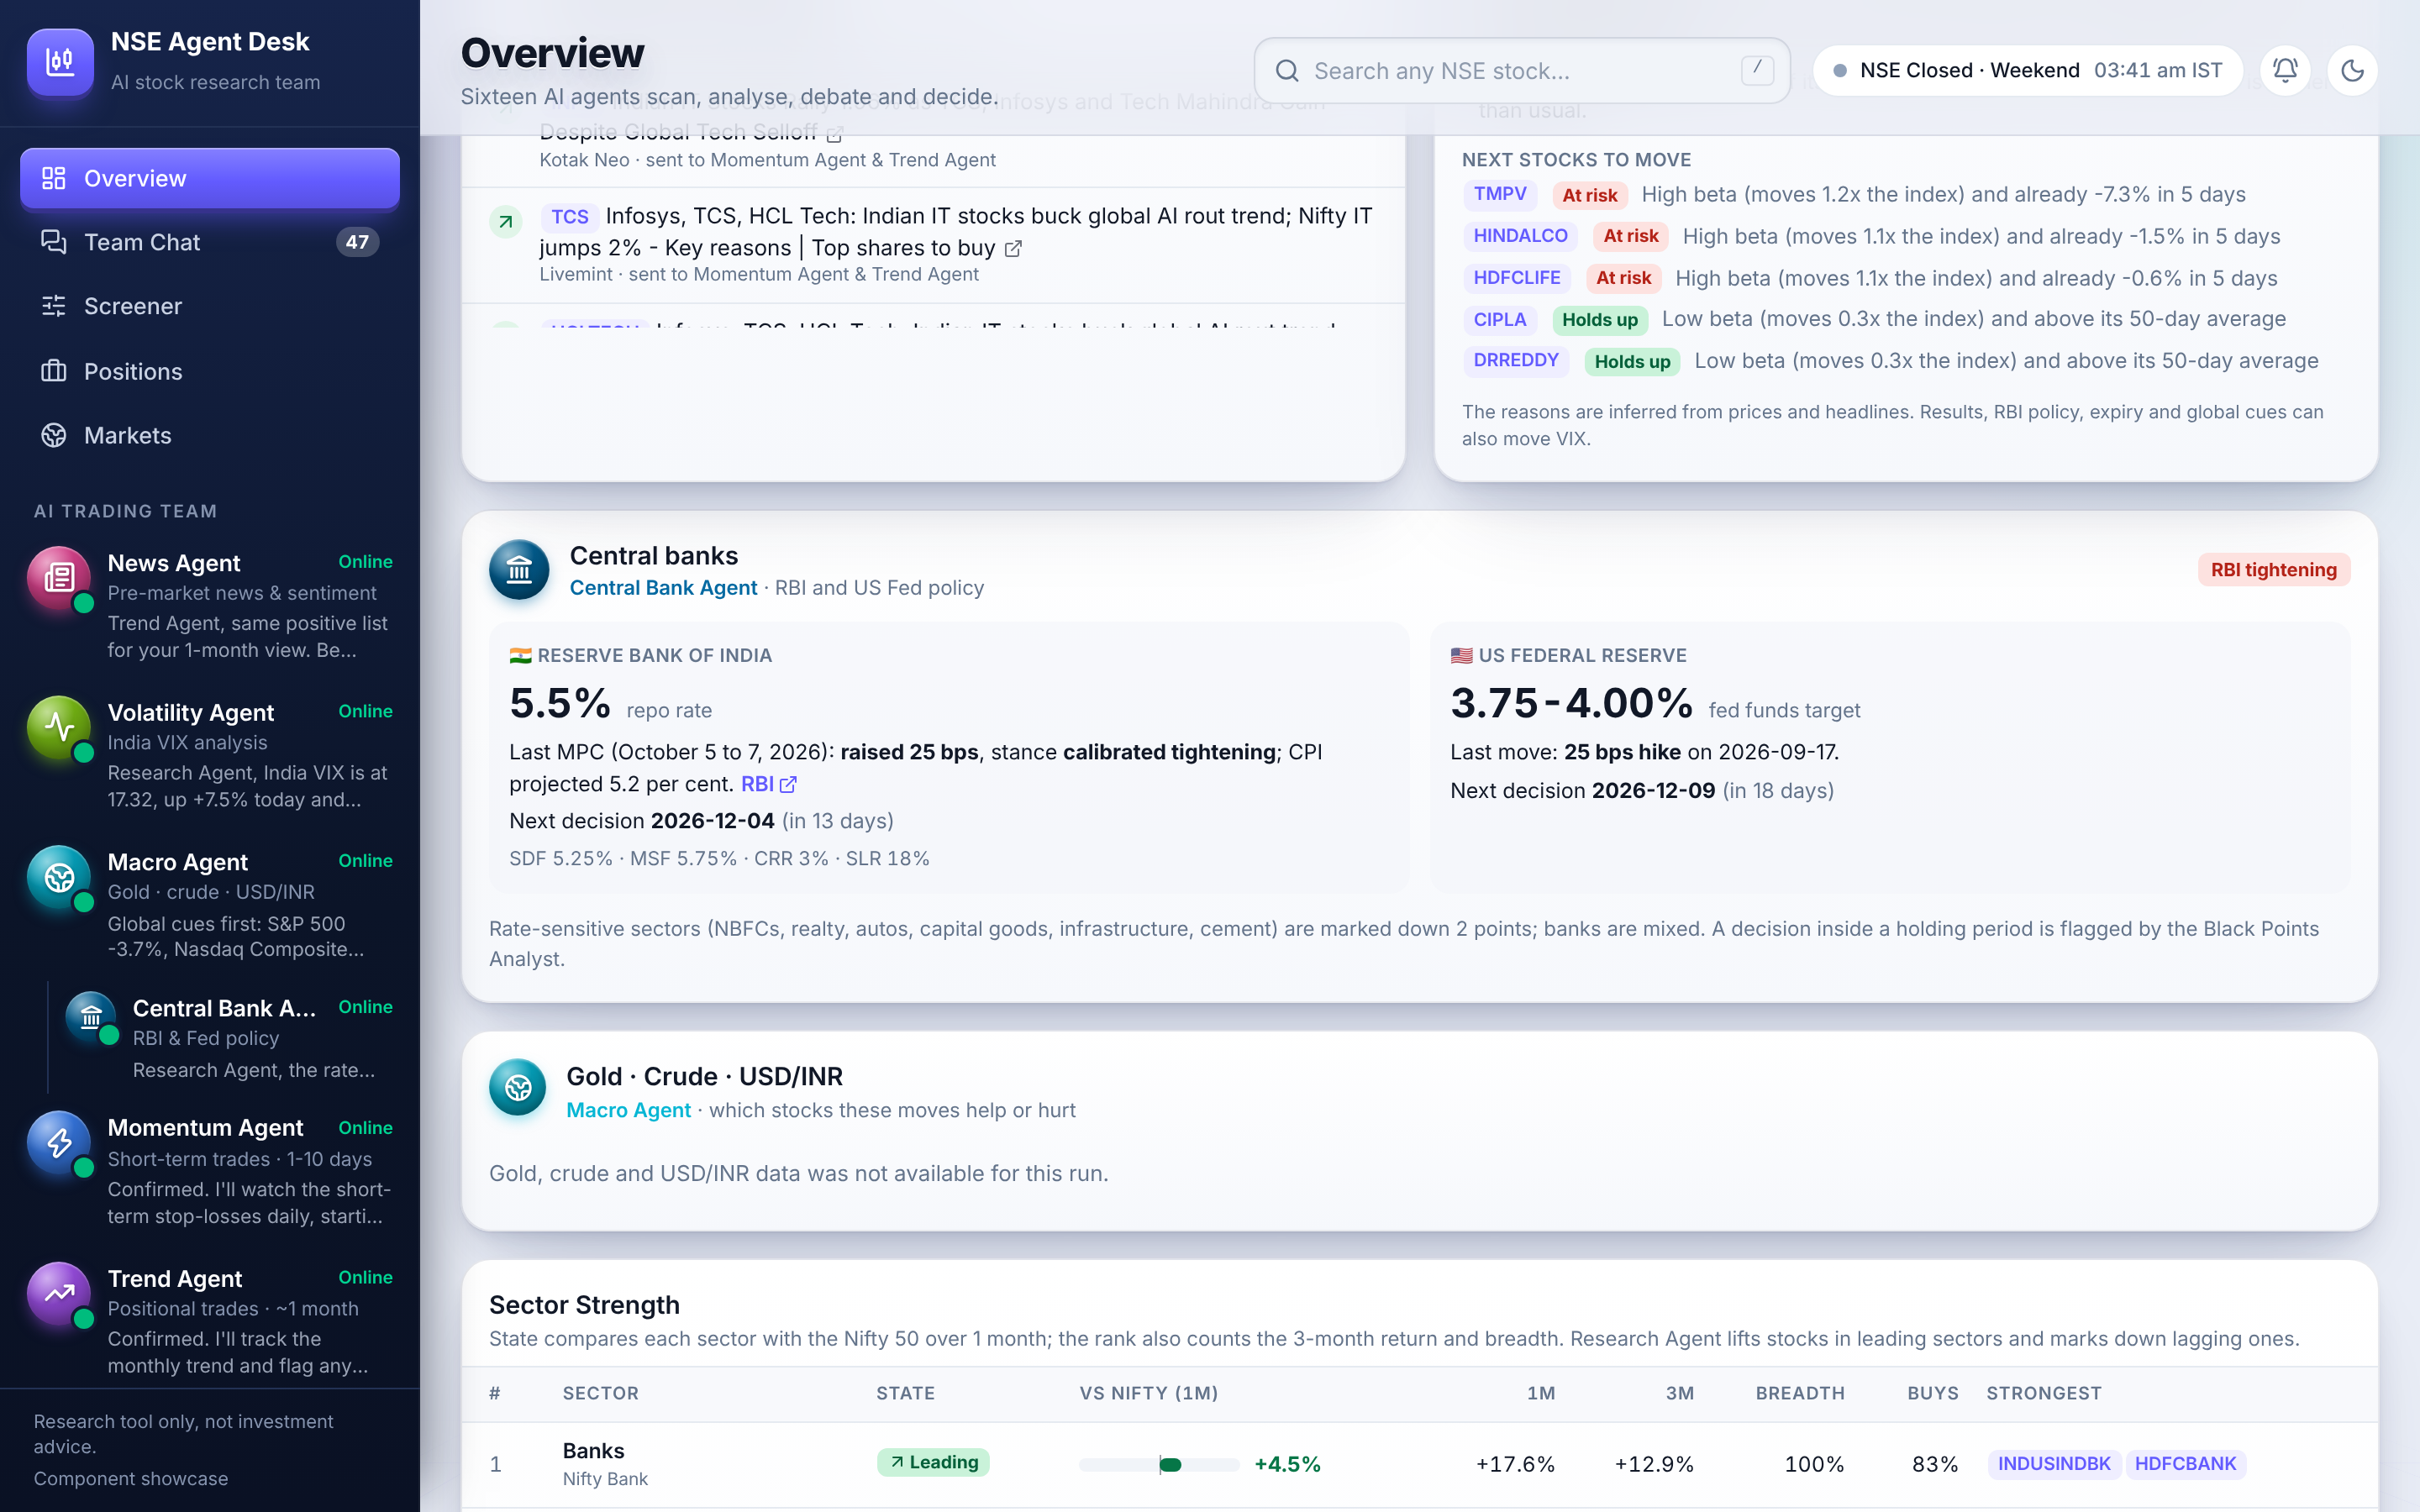 NSE Agent Desk
AI stock research team
Overview
Team Chat 47
Screener
Positions
Markets
AI TRADING TEAM
News Agent Online
Pre-market news & sentiment
Trend Agent, same positive list
for your 1-month view. Be...
Volatility Agent Online
India VIX analysis
Research Agent, India VIX is at
17.32, up +7.5% today and...
Macro Agent Online
Gold · crude · USD/INR
Global cues first: S&P 500
-3.7%, Nasdaq Composite...
Central Bank A... Online
RBI & Fed policy
Research Agent, the rate...
Momentum Agent Online
Short-term trades · 1-10 days
Confirmed. I'll watch the short-
term stop-losses daily, starti...
Trend Agent Online
Positional trades · ~1 month
Confirmed. I'll track the
monthly trend and flag any...
Research tool only, not investment
advice.
Component showcase
Overview
Sixteen AI agents scan, analyse, debate and decide.
Search any NSE stock... /
NSE Closed · Weekend 03:41 am IST
Infosys and Tech Mahindra Gain
Despite Global Tech Selloff
Kotak Neo · sent to Momentum Agent & Trend Agent
TCS Infosys, TCS, HCL Tech: Indian IT stocks buck global AI rout trend; Nifty IT
jumps 2% - Key reasons | Top shares to buy
Livemint · sent to Momentum Agent & Trend Agent
HCLTECH Infosys, TCS, HCL Tech: Indian IT stocks buck global AI rout trend
than usual.
NEXT STOCKS TO MOVE
TMPV At risk High beta (moves 1.2x the index) and already -7.3% in 5 days
HINDALCO At risk High beta (moves 1.1x the index) and already -1.5% in 5 days
HDFCLIFE At risk High beta (moves 1.1x the index) and already -0.6% in 5 days
CIPLA Holds up Low beta (moves 0.3x the index) and above its 50-day average
DRREDDY Holds up Low beta (moves 0.3x the index) and above its 50-day average
The reasons are inferred from prices and headlines. Results, RBI policy, expiry and global cues can
also move VIX.
Central banks
Central Bank Agent · RBI and US Fed policy
RBI tightening
RESERVE BANK OF INDIA
5.5% repo rate
Last MPC (October 5 to 7, 2026): raised 25 bps, stance calibrated tightening; CPI
projected 5.2 per cent. RBI
Next decision 2026-12-04 (in 13 days)
SDF 5.25% · MSF 5.75% · CRR 3% · SLR 18%
US FEDERAL RESERVE
3.75-4.00% fed funds target
Last move: 25 bps hike on 2026-09-17.
Next decision 2026-12-09 (in 18 days)
Rate-sensitive sectors (NBFCs, realty, autos, capital goods, infrastructure, cement) are marked down 2 points; banks are mixed. A decision inside a holding period is flagged by the Black Points
Analyst.
Gold · Crude · USD/INR
Macro Agent · which stocks these moves help or hurt
Gold, crude and USD/INR data was not available for this run.
Sector Strength
State compares each sector with the Nifty 50 over 1 month; the rank also counts the 3-month return and breadth. Research Agent lifts stocks in leading sectors and marks down lagging ones.
# SECTOR STATE VS NIFTY (1M) 1M 3M BREADTH BUYS STRONGEST
1 Banks Leading +4.5% +17.6% +12.9% 100% 83% INDUSINDBK HDFCBANK
Nifty Bank